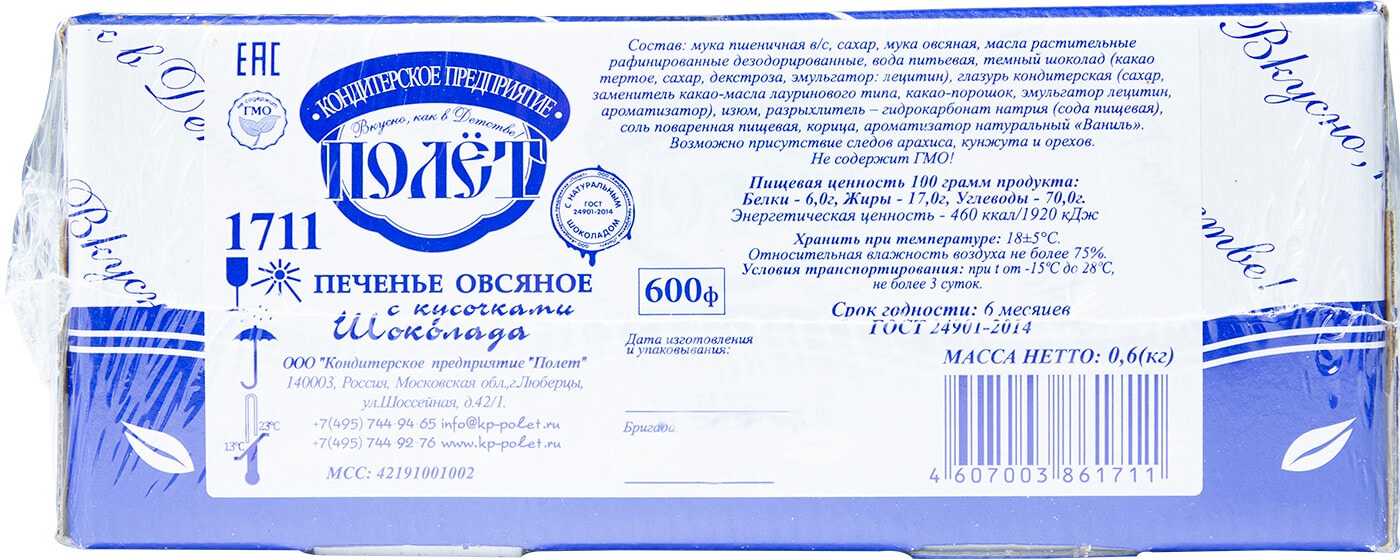 ЕАС
не содержит
ГМО
КОНДИТЕРСКОЕ ПРЕДПРИЯТИЕ
Вкусно, как в Детстве!
ПОЛЁТ
С НАТУРАЛЬНЫМ
ГОСТ
24901-2014
ШОКОЛАДОМ
1711
ПЕЧЕНЬЕ ОВСЯНОЕ
с кусочками
Шоколада
ООО "Кондитерское предприятие "Полет"
140003, Россия, Московская обл.,г.Люберцы,
ул.Шоссейная, д.42/1.
+7(495) 744 94 65 info@kp-polet.ru
+7(495) 744 92 76 www.kp-polet.ru
МСС: 42191001002
23°C
13°C
Состав: мука пшеничная в/с, сахар, мука овсяная, масла растительные
рафинированные дезодорированные, вода питьевая, темный шоколад (какао
тертое, сахар, декстроза, эмульгатор: лецитин), глазурь кондитерская (сахар,
заменитель какао-масла лауринового типа, какао-порошок, эмульгатор лецитин,
ароматизатор), изюм, разрыхлитель – гидрокарбонат натрия (сода пищевая),
соль поваренная пищевая, корица, ароматизатор натуральный «Ваниль».
Возможно присутствие следов арахиса, кунжута и орехов.
Не содержит ГМО!
Пищевая ценность 100 грамм продукта:
Белки - 6,0г, Жиры - 17,0г, Углеводы - 70,0г.
Энергетическая ценность - 460 ккал/1920 кДж
Хранить при температуре: 18±5°С.
Относительная влажность воздуха не более 75%.
Условия транспортирования: при t от -15°С до 28°С,
не более 3 суток.
600ф
Срок годности: 6 месяцев
ГОСТ 24901-2014
Дата изготовления
и упаковывания:
МАССА НЕТТО: 0,6(кг)
Бригада
4 607003 861711
с в Де
Вкусн
Вкусно,
стве!